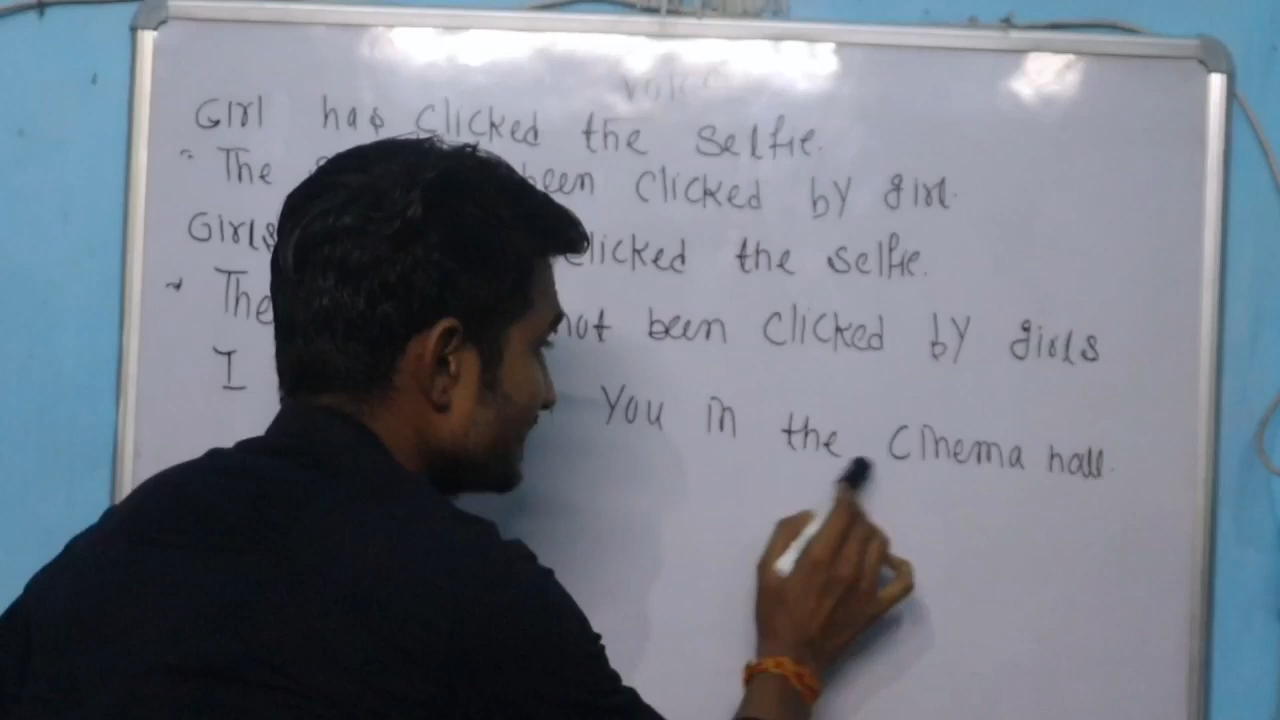 Voice
Girl has clicked the selfie.
The been clicked by girl.
Girls clicked the selfie.
The not been clicked by girls
I you in the cinema hall.